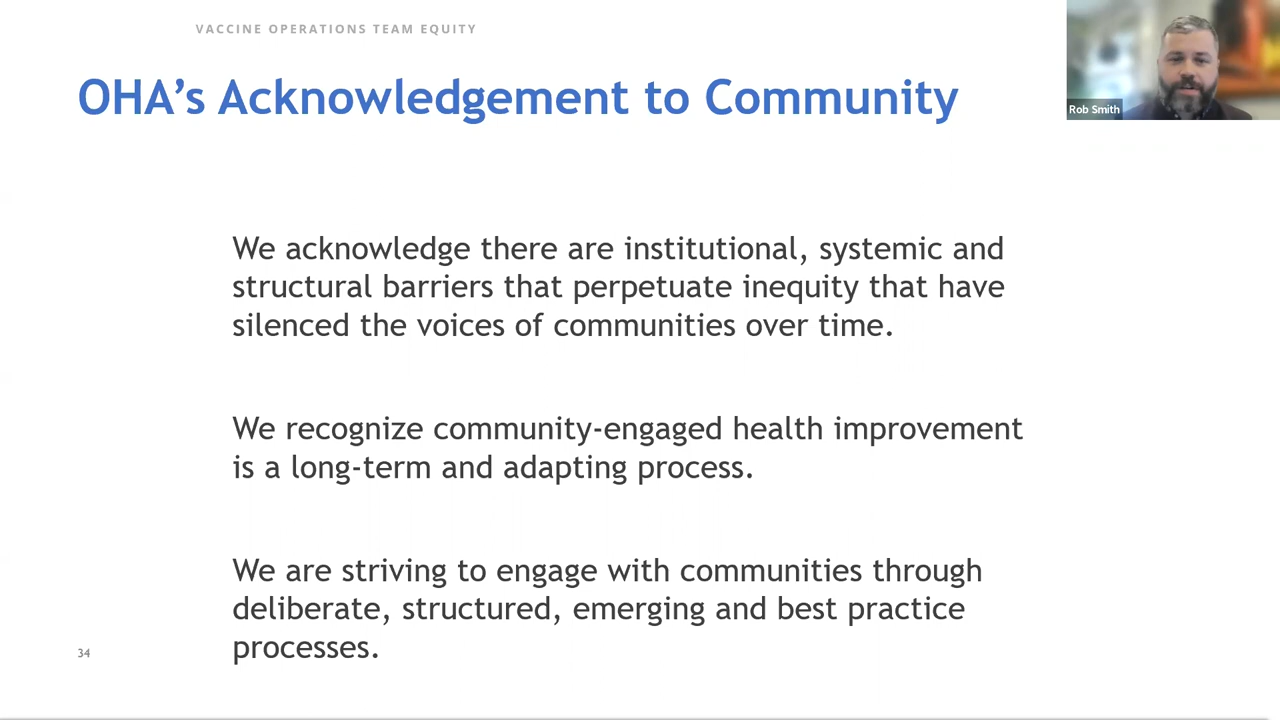 VACCINE OPERATIONS TEAM EQUITY
OHA’s Acknowledgement to Community
Rob Smith
We acknowledge there are institutional, systemic and
structural barriers that perpetuate inequity that have
silenced the voices of communities over time.
We recognize community-engaged health improvement
is a long-term and adapting process.
We are striving to engage with communities through
deliberate, structured, emerging and best practice
processes.
34